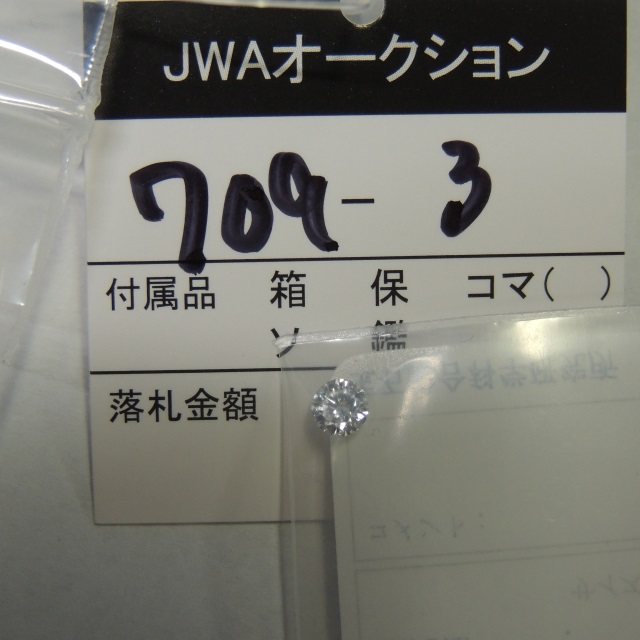 JWAオークション
709-3
付属品 箱 保 コマ( )
ソ 鑑
落札金額